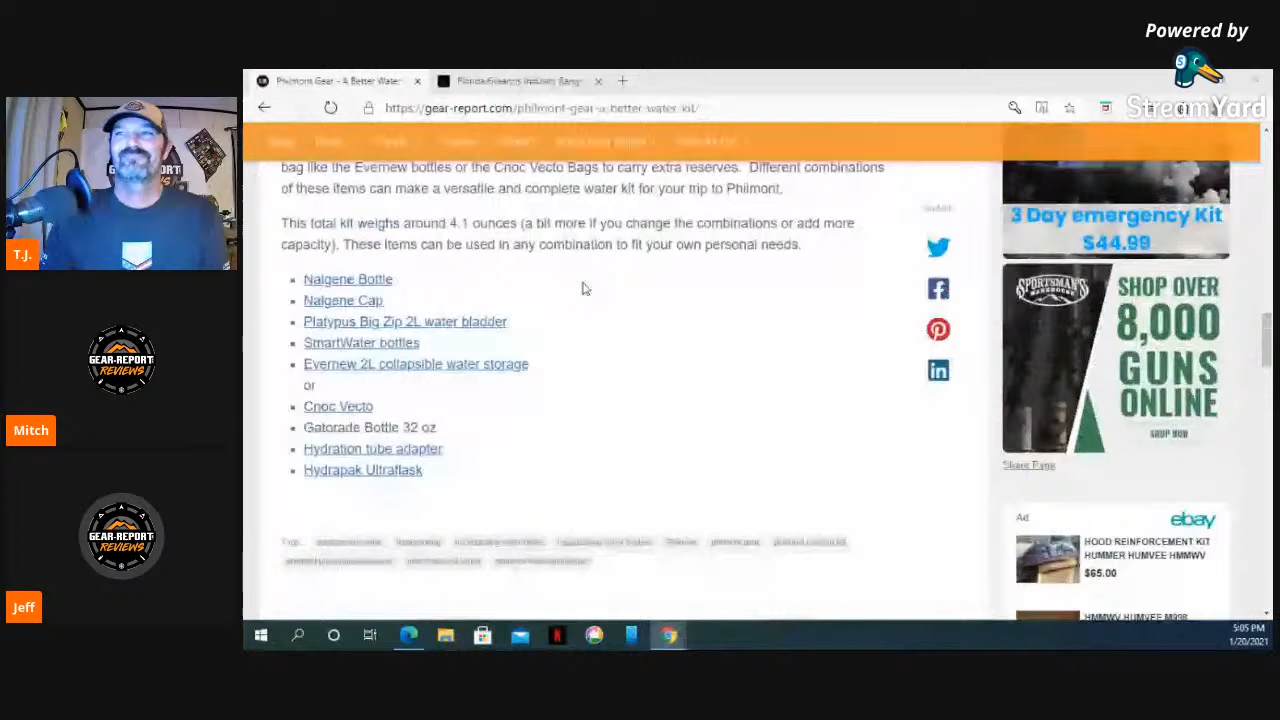 Powered by
StreamYard
Philmont Gear - A Better Water
https://gear-report.com/philmont-gear-a-better-water-kit/
bag like the Evernew bottles or the Cnoc Vecto Bags to carry extra reserves. Different combinations
of these items can make a versatile and complete water kit for your trip to Philmont.
This total kit weighs around 4.1 ounces (a bit more if you change the combinations or add more
capacity). These items can be used in any combination to fit your own personal needs.
Nalgene Bottle
Nalgene Cap
Platypus Big Zip 2L water bladder
SmartWater bottles
Evernew 2L collapsible water storage
or
Cnoc Vecto
Gatorade Bottle 32 oz
Hydration tube adapter
Hydrapak Ultraflask
3 Day emergency Kit
$44.99
SPORTSMAN'S
WAREHOUSE
SHOP OVER
8,000
GUNS
ONLINE
SHOP NOW
Share Page
Ad
ebay
HOOD REINFORCEMENT KIT
HUMMER HUMVEE HMMWV
$65.00
HMMWV HUMVEE M998
5:05 PM
1/20/2021
T.J.
GEAR-REPORT
REVIEWS
Mitch
GEAR-REPORT
REVIEWS
Jeff